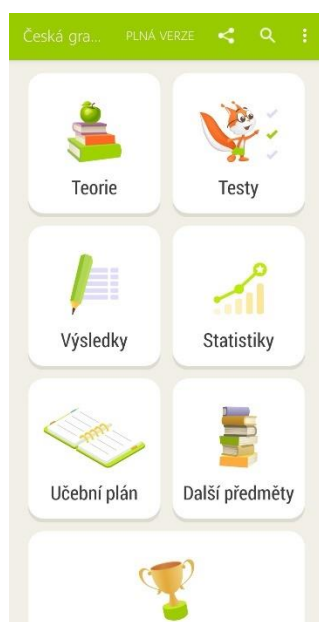 Česká gra... PLNÁ VERZE
Teorie Testy
Výsledky Statistiky
Učební plán Další předměty